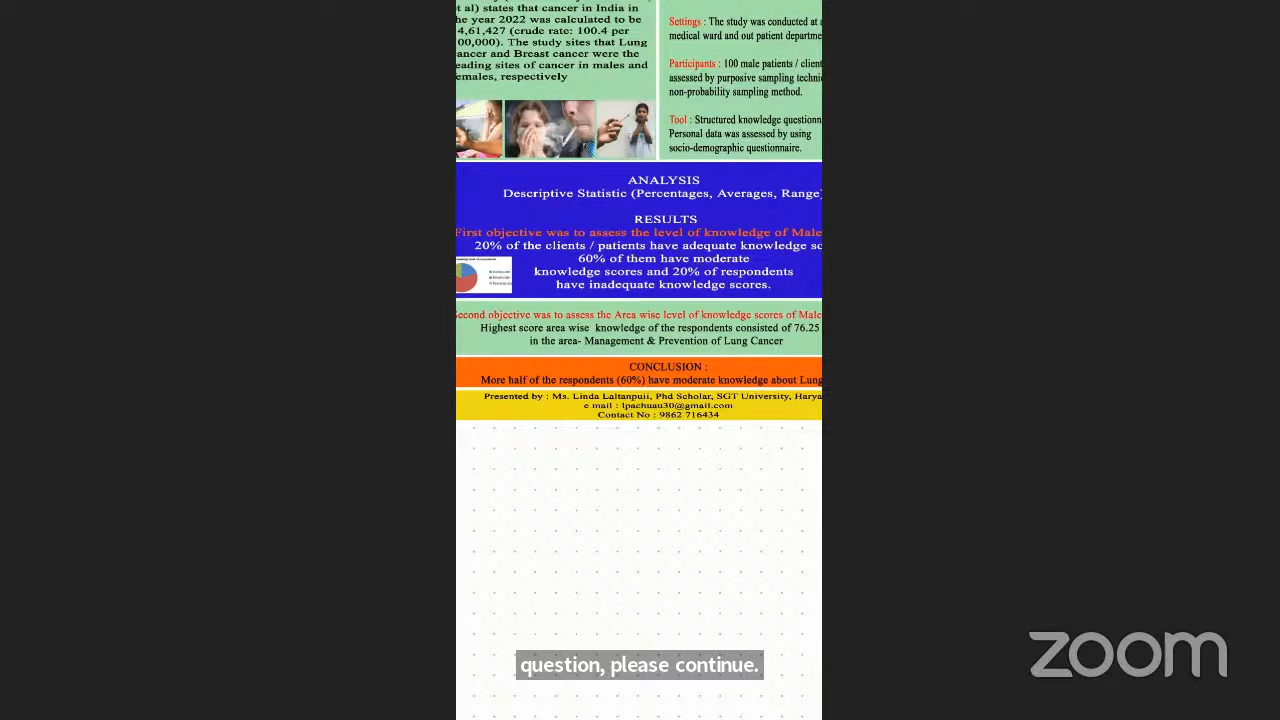 et al) states that cancer in India in
he year 2022 was calculated to be
4,61,427 (crude rate: 100.4 per
00,000). The study sites that Lung
ancer and Breast cancer were the
eading sites of cancer in males and
emales, respectively
Settings : The study was conducted at a
medical ward and out patient departme
Participants : 100 male patients / client
assessed by purposive sampling techni
non-probability sampling method.
Tool : Structured knowledge questionn
Personal data was assessed by using
socio-demographic questionnaire.
ANALYSIS
Descriptive Statistic (Percentages, Averages, Range)
RESULTS
First objective was to assess the level of knowledge of Male
20% of the clients / patients have adequate knowledge sc
60% of them have moderate
knowledge scores and 20% of respondents
have inadequate knowledge scores.
Second objective was to assess the Area wise level of knowledge scores of Male
Highest score area wise knowledge of the respondents consisted of 76.25
in the area- Management & Prevention of Lung Cancer
CONCLUSION :
More half of the respondents (60%) have moderate knowledge about Lung
Presented by : Ms. Linda Laltanpuii, Phd Scholar, SGT University, Harya
e mail : lpachuau30@gmail.com
Contact No : 9862 716434
question, please continue.
zoom